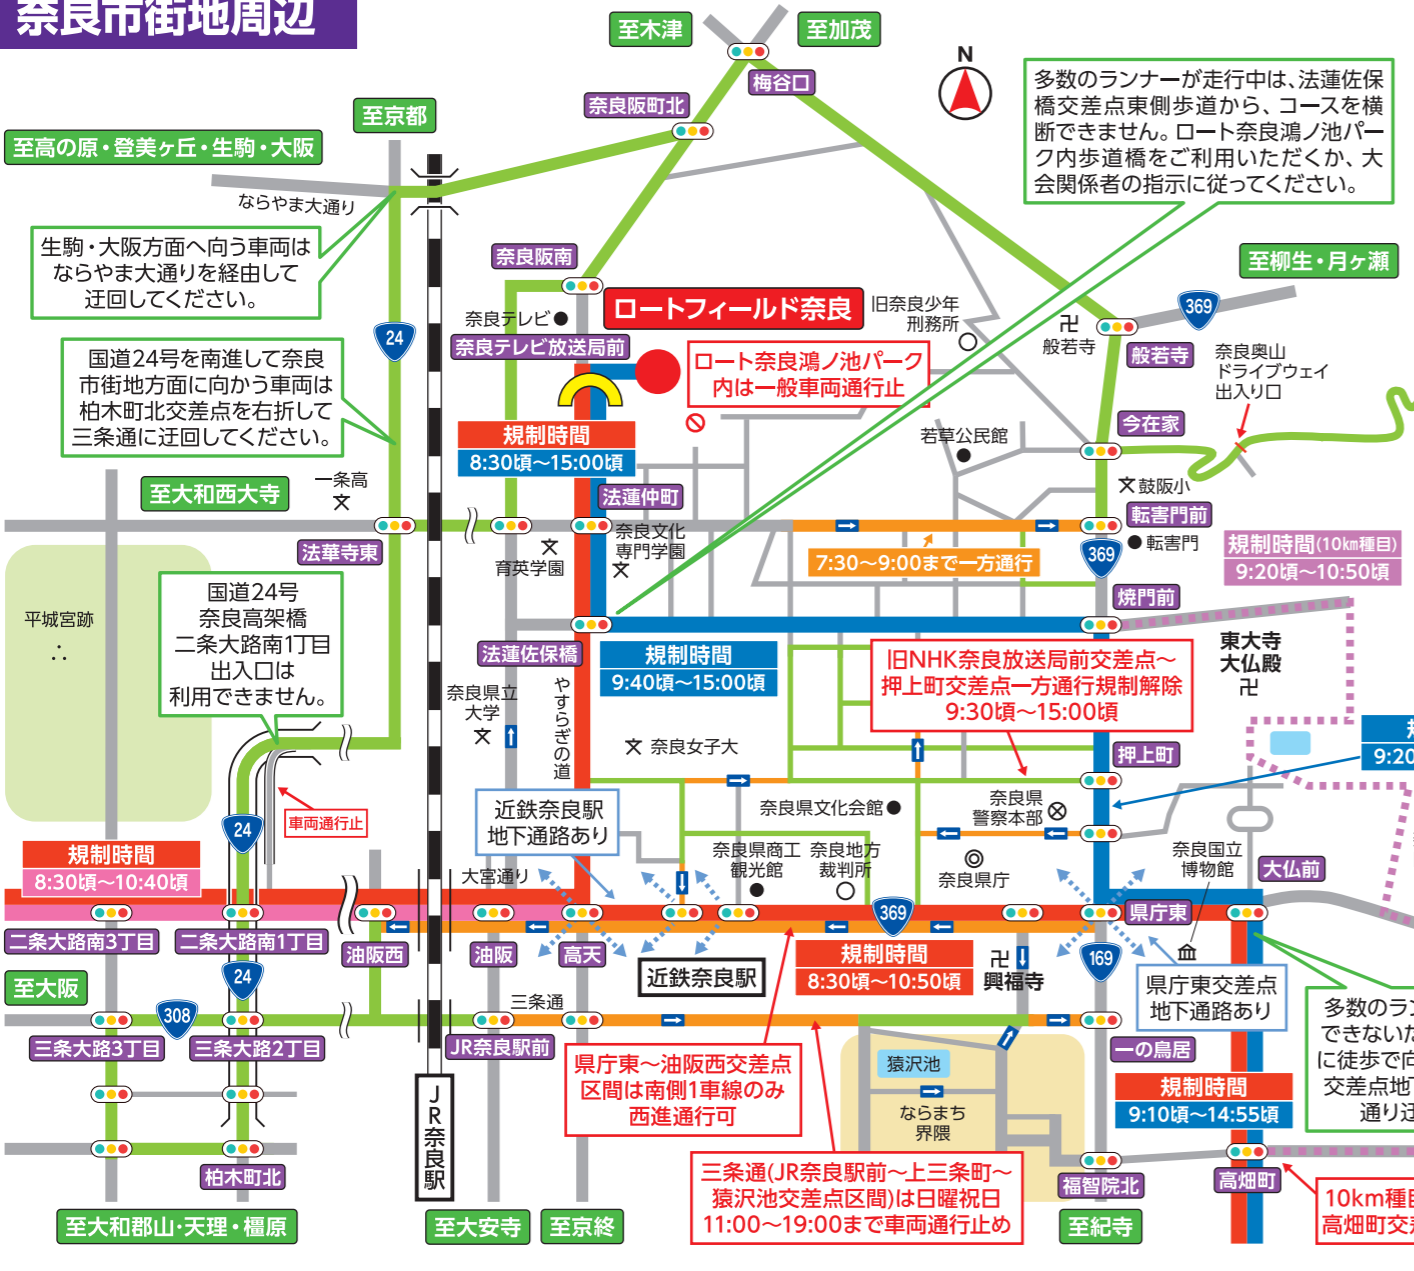 奈良市街地周辺
至木津
至加茂
N
梅谷口
奈良阪町北
至京都
至高の原・登美ヶ丘・生駒・大阪
ならやま大通り
多数のランナーが走行中は、法蓮佐保
橋交差点東側歩道から、コースを横
断できません。ロート奈良鴻ノ池パー
ク内歩道橋をご利用いただくか、大
会関係者の指示に従ってください。
生駒・大阪方面へ向う車両は
ならやま大通りを経由して
迂回してください。
奈良阪南
至柳生・月ヶ瀬
369
ロートフィールド奈良
奈良テレビ
奈良テレビ放送局前
旧奈良少年
刑務所
般若寺
般若寺
24
国道24号を南進して奈良
市街地方面に向かう車両は
柏木町北交差点を右折して
三条通に迂回してください。
ロート奈良鴻ノ池パーク
内は一般車両通行止
奈良奥山
ドライブウェイ
出入り口
今在家
規制時間
8:30頃〜15:00頃
若草公民館
一条高
至大和西大寺
法蓮仲町
鼓阪小
転害門前
法華寺東
奈良文化
専門学園
育英学園
7:30〜9:00まで一方通行
369
転害門
規制時間(10km種目)
9:20頃〜10:50頃
焼門前
国道24号
奈良高架橋
二条大路南1丁目
出入口は
利用できません。
平城宮跡
法蓮佐保橋
規制時間
9:40頃〜15:00頃
旧NHK奈良放送局前交差点〜
押上町交差点一方通行規制解除
9:30頃〜15:00頃
東大寺
大仏殿
奈良県立
大学
やすらぎの道
奈良女子大
押上町
規
9:20
近鉄奈良駅
地下通路あり
奈良県文化会館
奈良県
警察本部
24
車両通行止
規制時間
8:30頃〜10:40頃
大宮通り
奈良県商工
観光館
奈良地方
裁判所
奈良県庁
奈良国立
博物館
大仏前
369
県庁東
二条大路南3丁目
二条大路南1丁目
油阪西
油阪
高天
近鉄奈良駅
規制時間
8:30頃〜10:50頃
興福寺
169
県庁東交差点
地下通路あり
至大阪
24
308
三条通
三条大路3丁目
三条大路2丁目
JR奈良駅前
一の鳥居
多数のラン
できないた
に徒歩で向
交差点地
通り迂
県庁東〜油阪西交差点
区間は南側1車線のみ
西進通行可
猿沢池
ならまち
界隈
規制時間
9:10頃〜14:55頃
JR奈良駅
柏木町北
三条通(JR奈良駅前〜上三条町〜
猿沢池交差点区間)は日曜祝日
11:00〜19:00まで車両通行止め
福智院北
高畑町
10km種目
高畑町交差
至大和郡山・天理・橿原
至大安寺
至京終
至紀寺